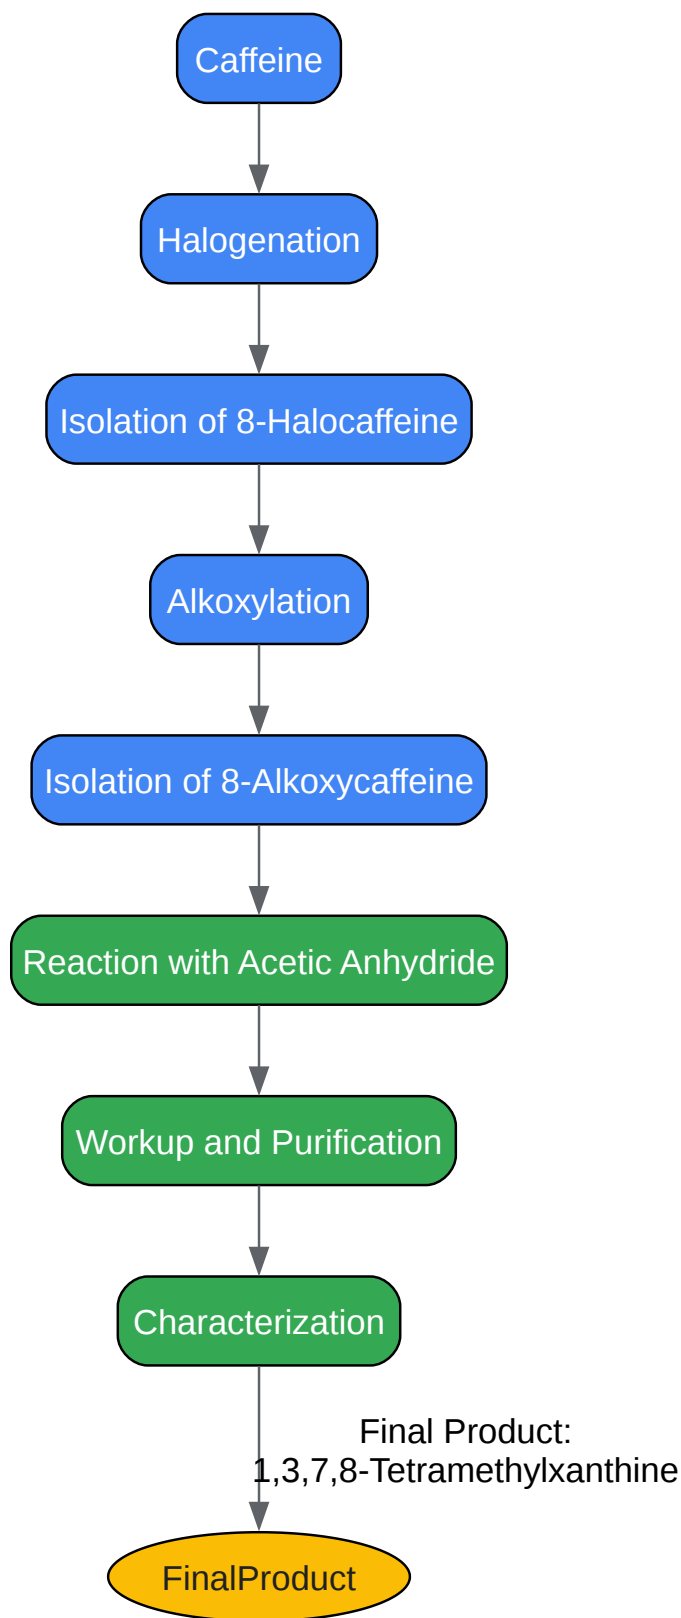 Caffeine
Halogenation
Isolation of 8-Halocaffeine
Alkoxylation
Isolation of 8-Alkoxycaffeine
Reaction with Acetic Anhydride
Workup and Purification
Characterization
Final Product:
1,3,7,8-Tetramethylxanthine
FinalProduct